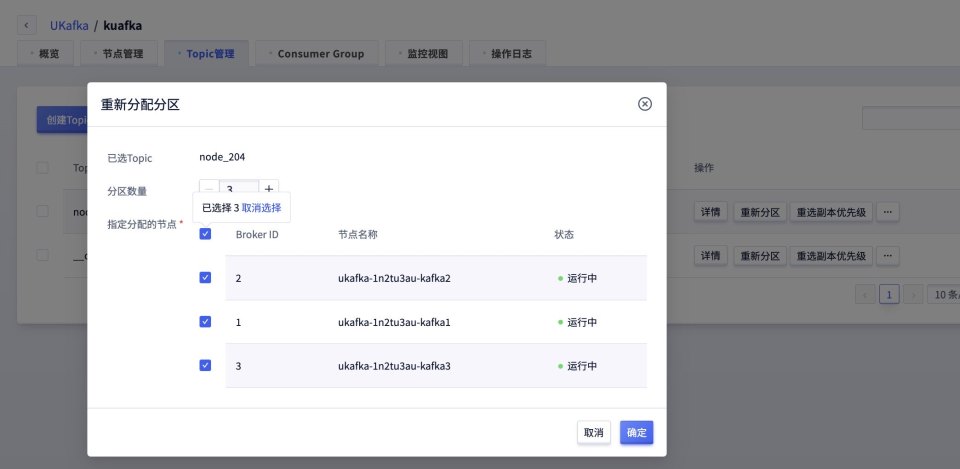 UKafka / kuafka
概览 节点管理 Topic管理 Consumer Group 监控视图 操作日志
重新分配分区
创建Topi
已选Topic node_204
Top 操作
分区数量 3
已选择 3 取消选择
noc 详情 重新分区 重选副本优先级 ...
指定分配的节点 *
Broker ID 节点名称 状态
__c 详情 重新分区 重选副本优先级 ...
2 ukafka-1n2tu3au-kafka2 运行中
1 10 条/
1 ukafka-1n2tu3au-kafka1 运行中
3 ukafka-1n2tu3au-kafka3 运行中
取消 确定